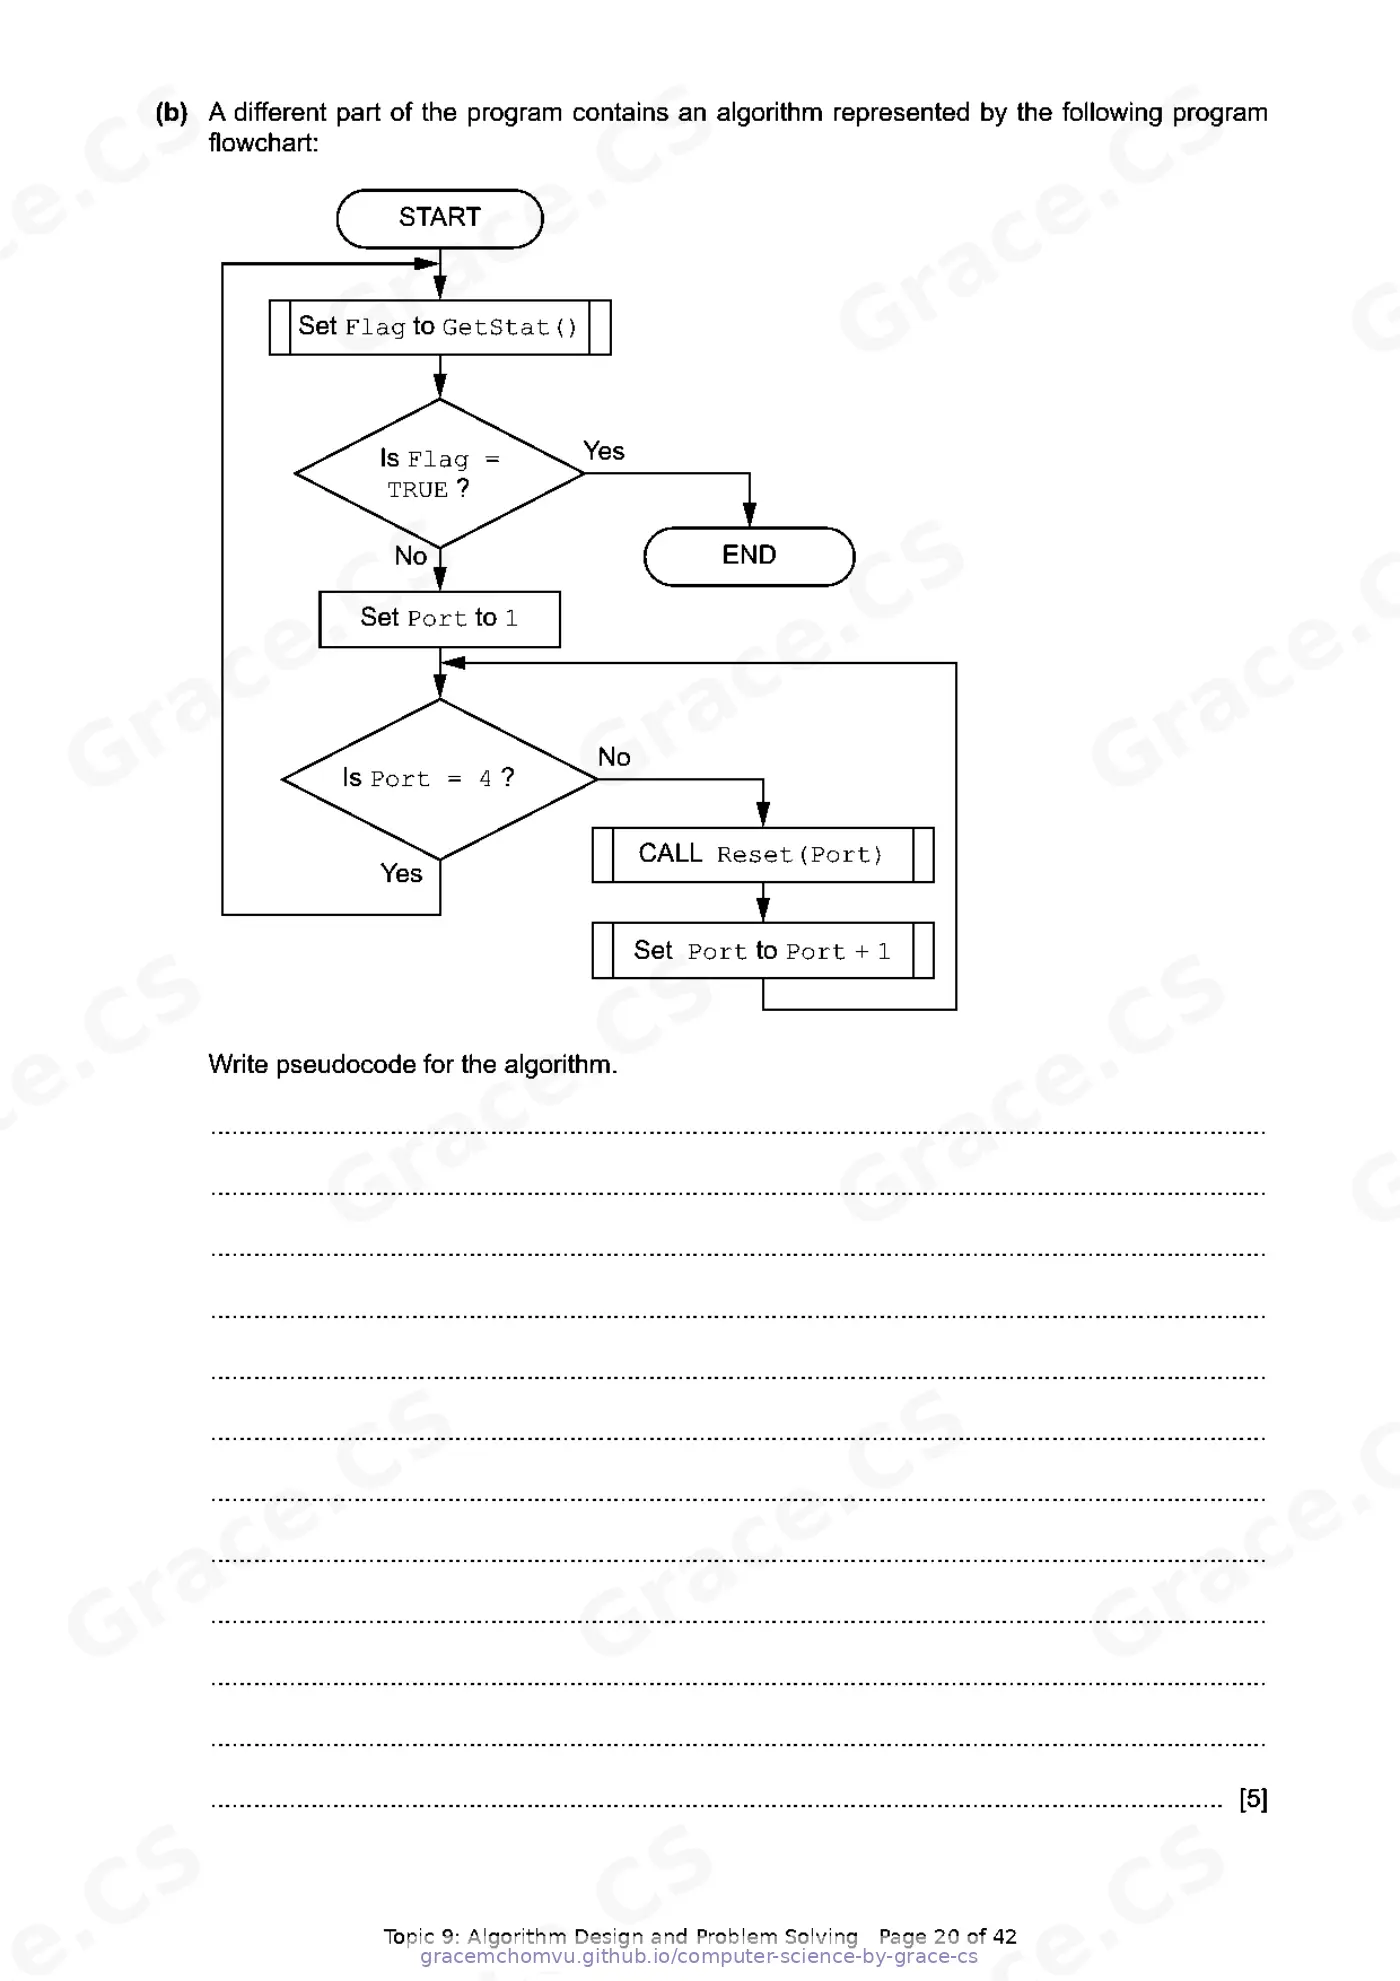 (b) A different part of the program contains an algorithm represented by the following program
flowchart:
START
Set Flag to GetStat()
Is Flag =
TRUE ?
Yes
END
No
Set Port to 1
Is Port = 4 ?
No
CALL Reset(Port)
Yes
Set Port to Port + 1
Write pseudocode for the algorithm.
[5]
Topic 9: Algorithm Design and Problem Solving Page 20 of 42
gracemchomvu.github.io/computer-science-by-grace-cs
Grace.CS